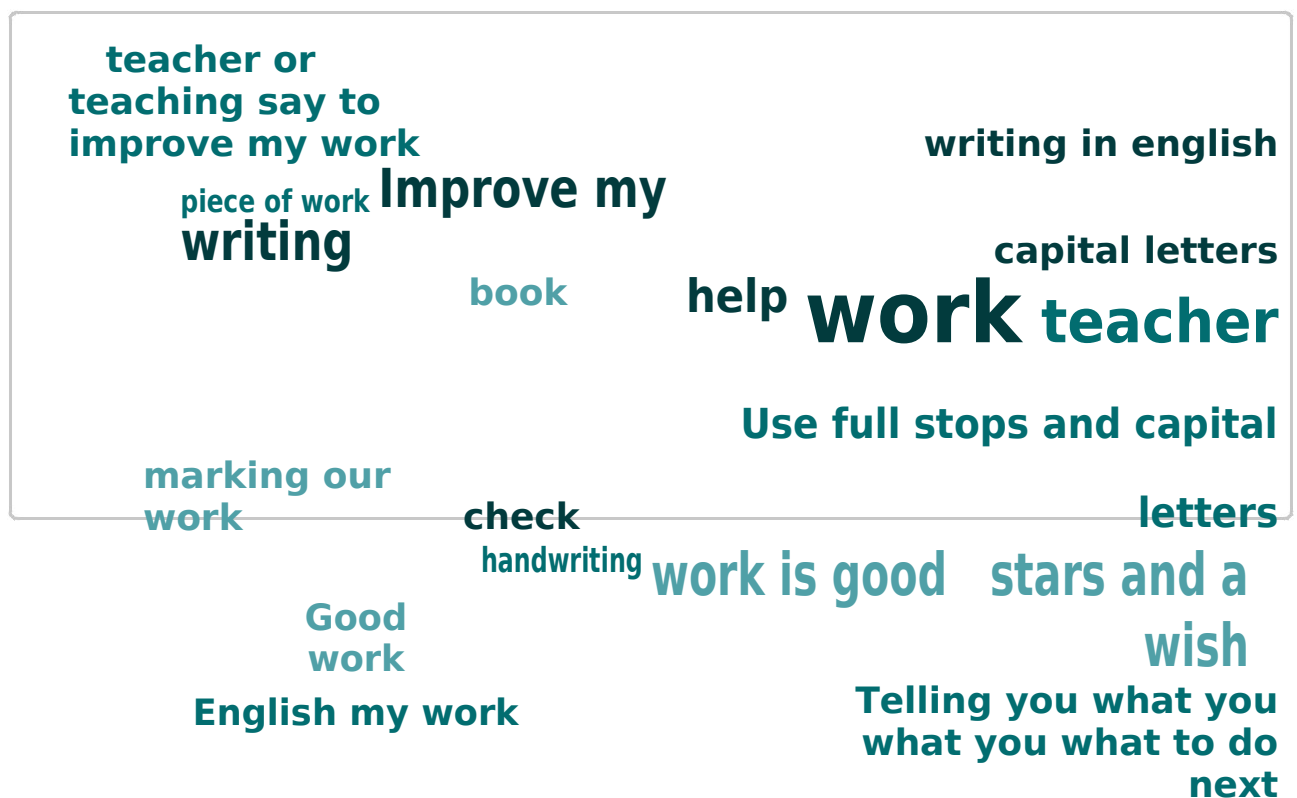 teacher or
teaching say to
improve my work
writing in english
piece of work Improve my
writing
capital letters
book
help work teacher
Use full stops and capital
letters
marking our
work
check
handwriting
work is good stars and a
wish
Good
work
English my work
Telling you what you
what you what to do
next